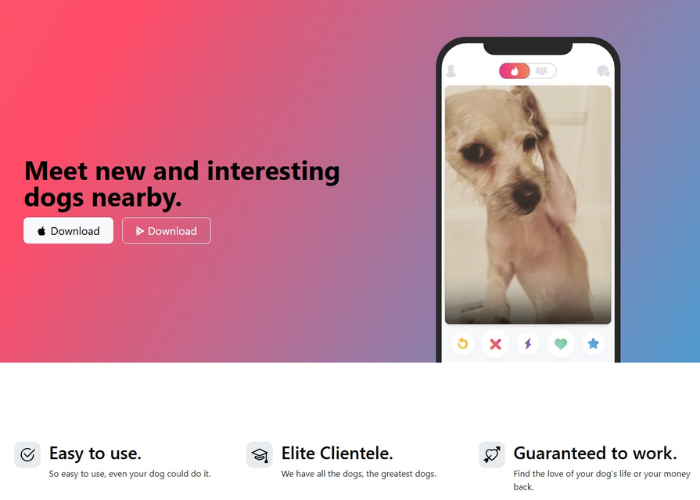 Meet new and interesting
dogs nearby.
Download
Download
Easy to use.
So easy to use, even your dog could do it.
Elite Clientele.
We have all the dogs, the greatest dogs.
Guaranteed to work.
Find the love of your dog's life or your money
back.